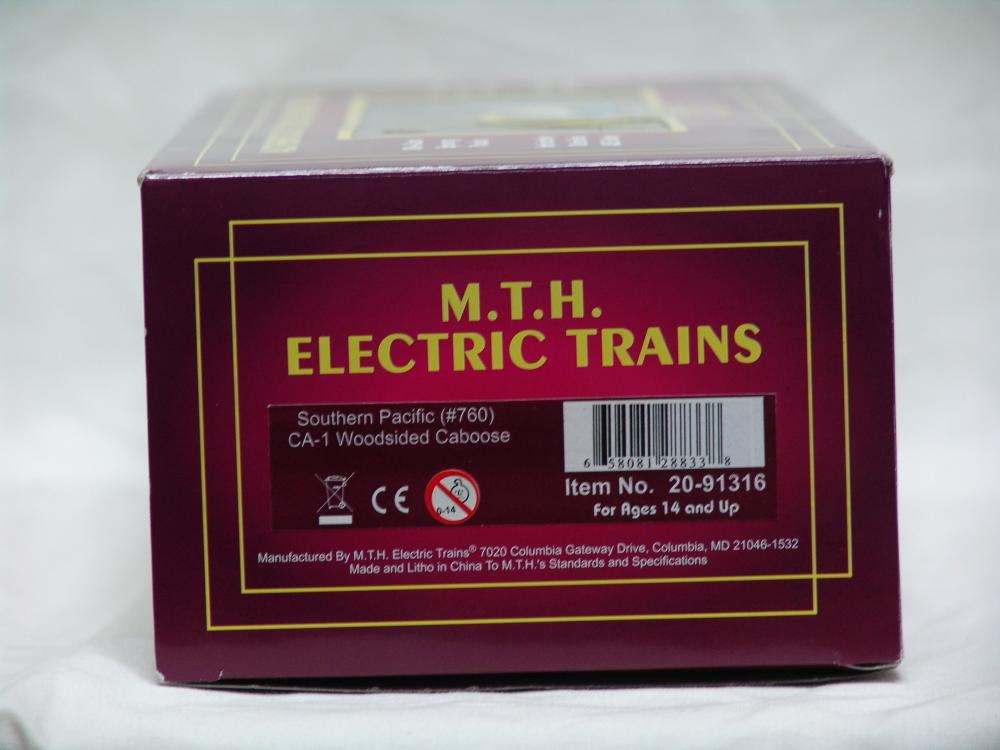 M.T.H.
ELECTRIC TRAINS
Southern Pacific (#760)
CA-1 Woodsided Caboose
6 58081 28833 8
Item No. 20-91316
For Ages 14 and Up
CE
0-14
Manufactured By M.T.H. Electric Trains® 7020 Columbia Gateway Drive, Columbia, MD 21046-1532
Made and Litho in China To M.T.H.'s Standards and Specifications